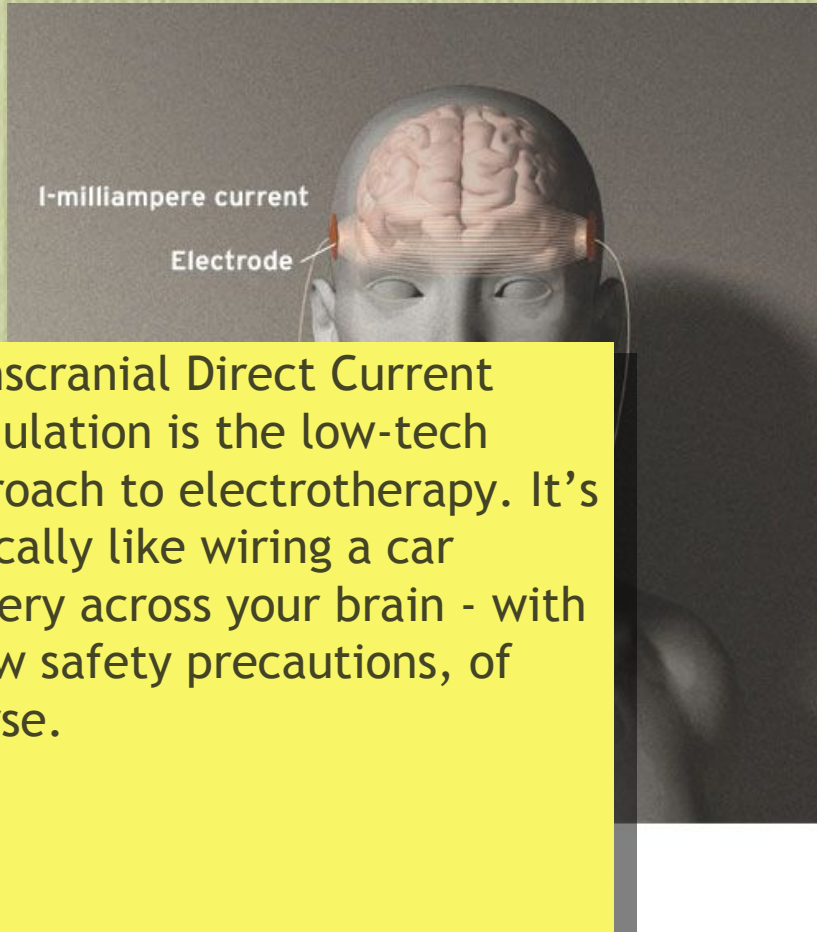 1-milliampere current
Electrode
nscranial Direct Current
ulation is the low-tech
roach to electrotherapy. It’s
cally like wiring a car
ery across your brain - with
w safety precautions, of
se.